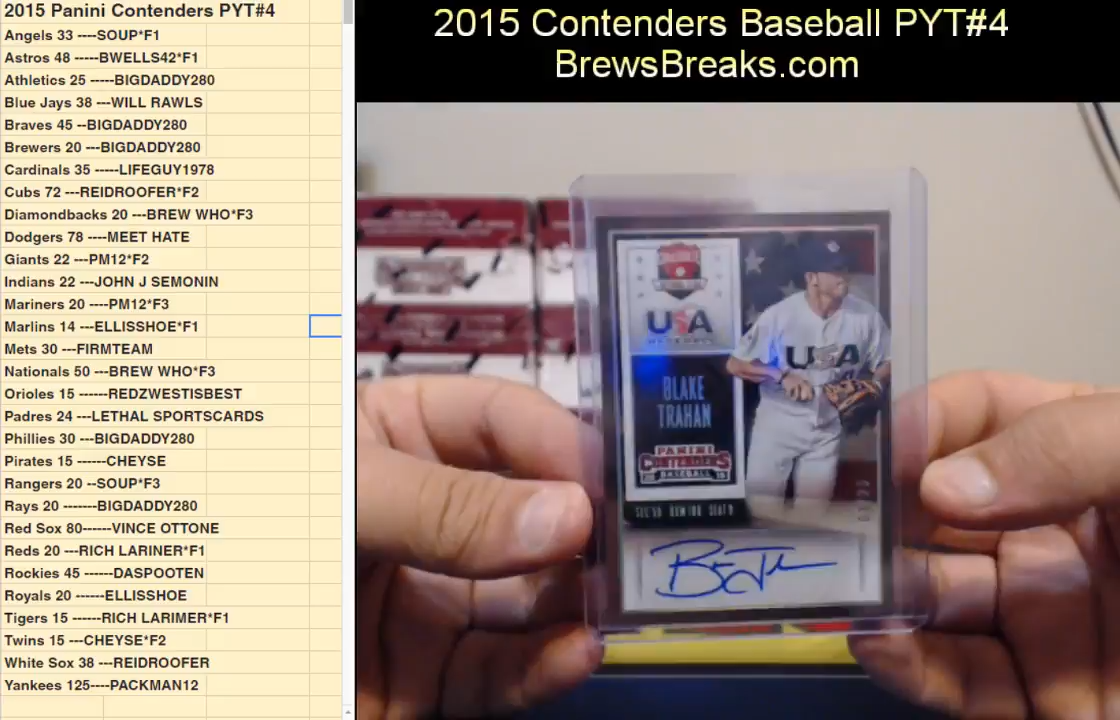 2015 Panini Contenders PYT#4
Angels 33 ----SOUP*F1
Astros 48 -----BWELLS42*F1
Athletics 25 -----BIGDADDY280
Blue Jays 38 ---WILL RAWLS
Braves 45 --BIGDADDY280
Brewers 20 ---BIGDADDY280
Cardinals 35 -----LIFEGUY1978
Cubs 72 ---REIDROOFER*F2
Diamondbacks 20 ---BREW WHO*F3
Dodgers 78 ----MEET HATE
Giants 22 ----PM12*F2
Indians 22 ---JOHN J SEMONIN
Mariners 20 ----PM12*F3
Marlins 14 ---ELLISSHOE*F1
Mets 30 ---FIRMTEAM
Nationals 50 ---BREW WHO*F3
Orioles 15 ------REDZWESTISBEST
Padres 24 ---LETHAL SPORTSCARDS
Phillies 30 ---BIGDADDY280
Pirates 15 ------CHEYSE
Rangers 20 --SOUP*F3
Rays 20 -------BIGDADDY280
Red Sox 80------VINCE OTTONE
Reds 20 ---RICH LARINER*F1
Rockies 45 ------DASPOOTEN
Royals 20 ------ELLISSHOE
Tigers 15 ----RICH LARIMER*F1
Twins 15 ---CHEYSE*F2
White Sox 38 ---REIDROOFER
Yankees 125----PACKMAN12
2015 Contenders Baseball PYT#4
BrewsBreaks.com
USA
BASEBALL
BLAKE
TRAHAN
PANINI
CONTENDERS
BASEBALL
USA